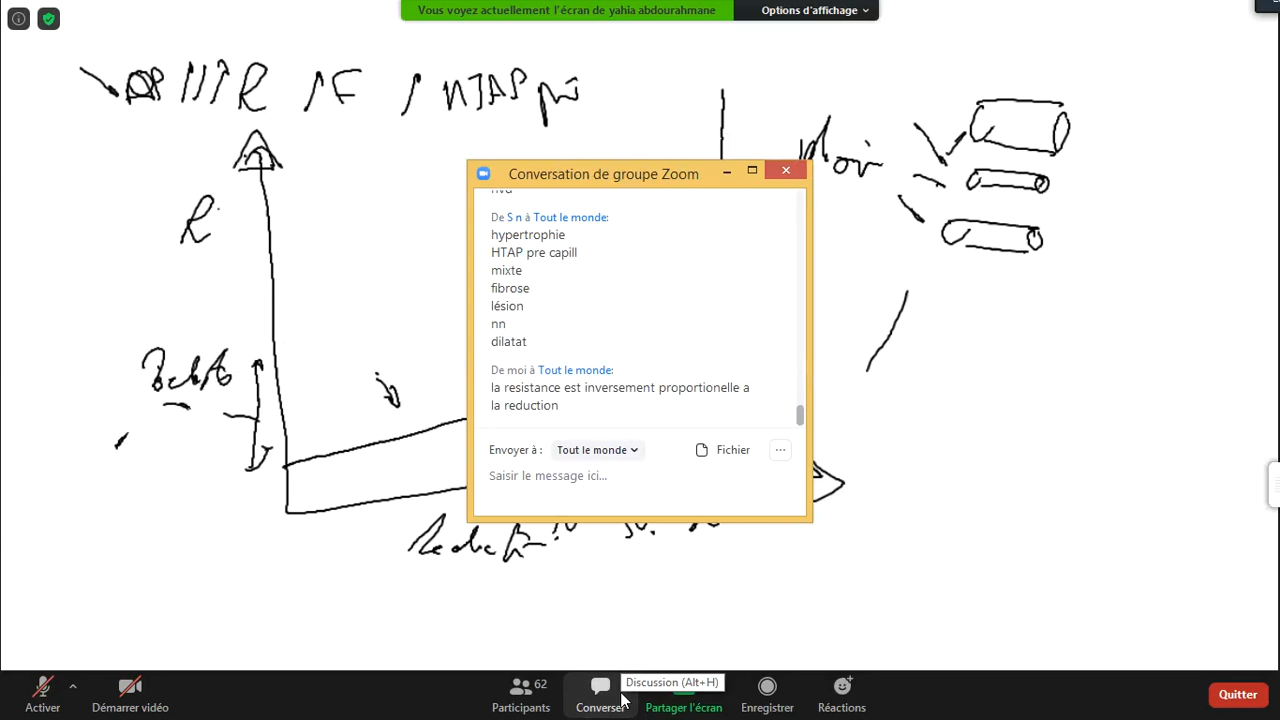 Vous voyez actuellement l'écran de yahia abdourahmane
Options d'affichage
R
Conversation de groupe Zoom
De S n à Tout le monde:
hypertrophie
HTAP pre capill
mixte
fibrose
lésion
nn
dilatat
De moi à Tout le monde:
la resistance est inversement proportionelle a
la reduction
Envoyer à :
Tout le monde
Fichier
Saisir le message ici...
Discussion (Alt+H)
Activer
Démarrer vidéo
62
Participants
Converser
Partager l'écran
Enregistrer
Réactions
Quitter